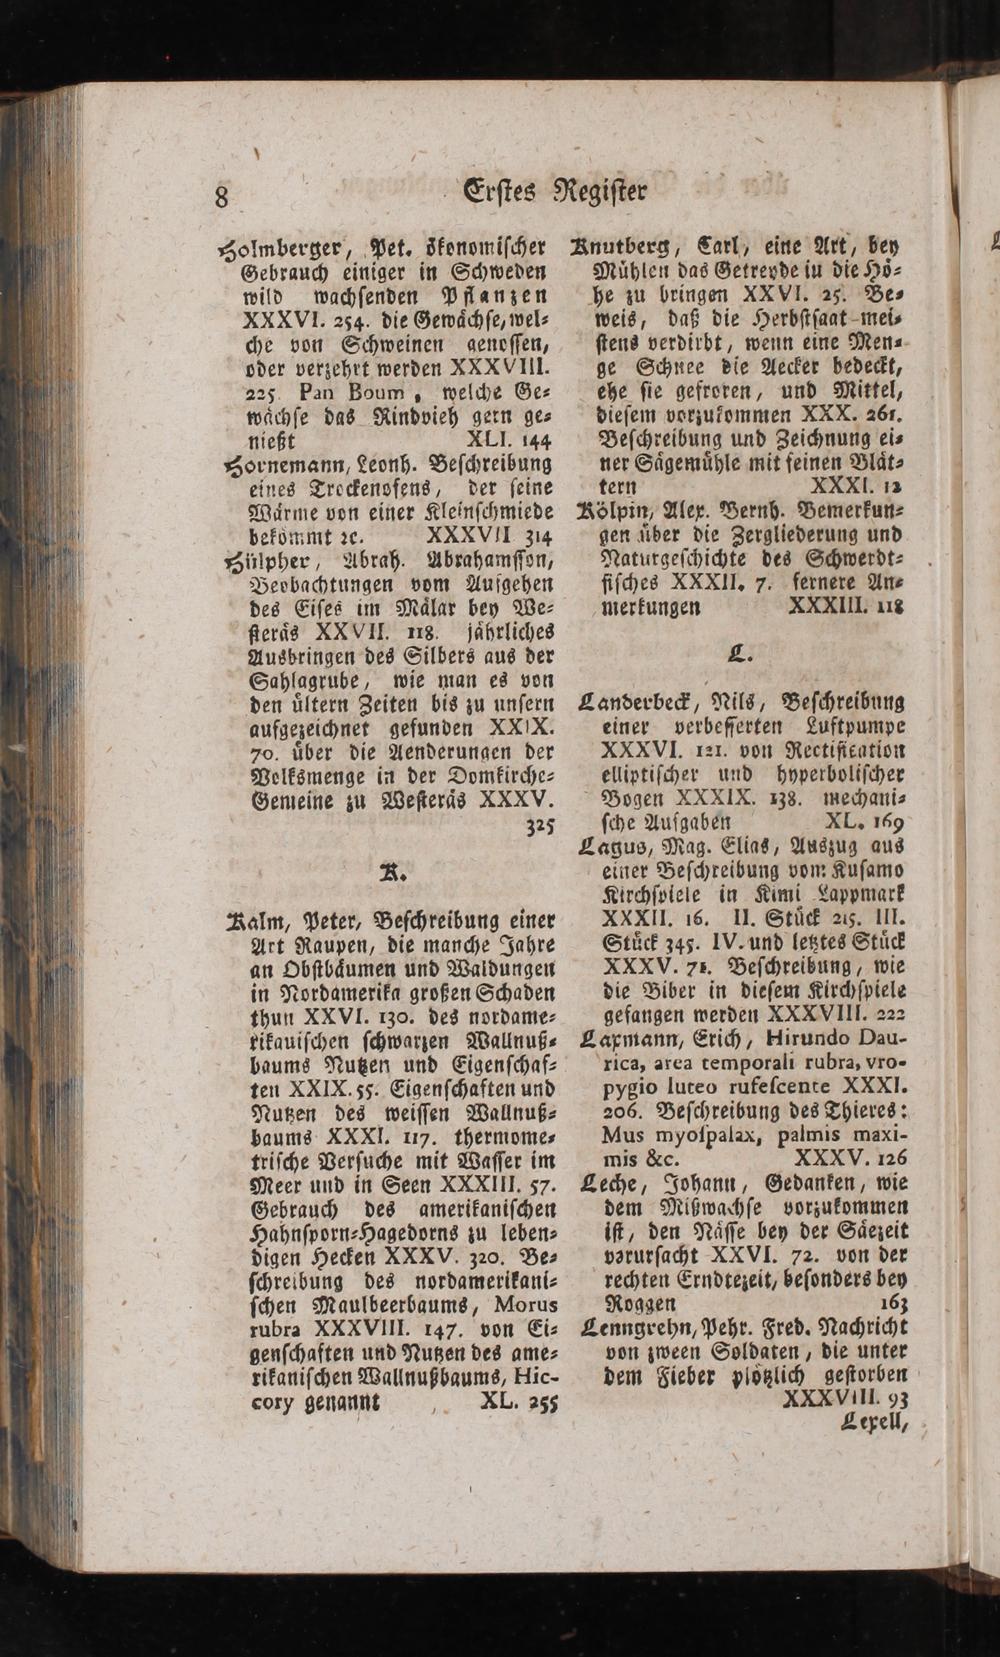 8
Erſtes Regiſter
Holmberger, Pet. ökonomiſcher
Gebrauch einiger in Schweden
wild wachſenden Pflanzen
XXXVI. 254. die Gewächſe, wel⸗
che von Schweinen genoſſen,
oder verzehrt werden XXXVIII.
225 Pan Boum, welche Ge⸗
wächſe das Rindvieh gern ge⸗
nießt XLI. 144
Hornemann, Leonh. Beſchreibung
eines Trockenofens, der ſeine
Wärme von einer Kleinſchmiede
bekömmt ꝛc. XXXVII 314
Hülpher, Abrah. Abrahamſſon,
Beobachtungen vom Aufgehen
des Eiſes im Mälar bey We⸗
ſterås XXVII. 118. jährliches
Ausbringen des Silbers aus der
Sahlagrube, wie man es von
den ültern Zeiten bis zu unſern
aufgezeichnet gefunden XXIX.
70. über die Aenderungen der
Volksmenge in der Domkirche⸗
Gemeine zu Weſterås XXXV.
325
K.
Kalm, Peter, Beſchreibung einer
Art Raupen, die manche Jahre
an Obſtbäumen und Waldungen
in Nordamerika großen Schaden
thun XXVI. 130. des nordame⸗
rikauiſchen ſchwarzen Wallnuß⸗
baums Nutzen und Eigenſchaf⸗
ten XXIX. 55. Eigenſchaften und
Nutzen des weiſſen Wallnuß⸗
baums XXXI. 117. thermome⸗
triſche Verſuche mit Waſſer im
Meer und in Seen XXXIII. 57.
Gebrauch des amerikaniſchen
Hahnſporn⸗Hagedorns zu leben⸗
digen Hecken XXXV. 320. Be⸗
ſchreibung des nordamerikani⸗
ſchen Maulbeerbaums, Morus
rubra XXXVIII. 147. von Ei⸗
genſchaften und Nutzen des ame⸗
rikaniſchen Wallnußbaums, Hic-
cory genannt XL. 255
Knutberg, Carl, eine Art, bey
Mühlen das Getreyde iu die Hö⸗
he zu bringen XXVI. 25. Be⸗
weis, daß die Herbſtſaat mei⸗
ſtens verdirbt, wenn eine Men⸗
ge Schnee die Aecker bedeckt,
ehe ſie gefroren, und Mittel,
dieſem vorzukommen XXX. 261.
Beſchreibung und Zeichnung ei⸗
ner Sägemühle mit feinen Blät⸗
tern XXXI. 12
Kölpin, Alex. Bernh. Bemerkun⸗
gen über die Zergliederung und
Naturgeſchichte des Schwerdt⸗
fiſches XXXII. 7. fernere An⸗
merkungen XXXIII. 118
L.
Landerbeck, Nils, Beſchreibung
einer verbeſſerten Luftpumpe
XXXVI. 121. von Rectification
elliptiſcher und hyperboliſcher
Bogen XXXIX. 138. mechani⸗
ſche Aufgaben XL. 169
Lagus, Mag. Elias, Auszug aus
einer Beſchreibung vom Kuſamo
Kirchſpiele in Kimi Lappmark
XXXII. 16. II. Stück 215. III.
Stück 345. IV. und letztes Stück
XXXV. 71. Beſchreibung, wie
die Biber in dieſem Kirchſpiele
gefangen werden XXXVIII. 222
Laxmann, Erich, Hirundo Dau-
rica, area temporali rubra, vro-
pygio luteo rufeſcente XXXI.
206. Beſchreibung des Thieres:
Mus myoſpalax, palmis maxi-
mis &c. XXXV. 126
Leche, Johann, Gedanken, wie
dem Mißwachſe vorzukommen
iſt, den Näſſe bey der Säezeit
verurſacht XXVI. 72. von der
rechten Erndtezeit, beſonders bey
Roggen 163
Lenngrehn, Pehr. Fred. Nachricht
von zween Soldaten, die unter
dem Fieber plötzlich geſtorben
XXXVIII. 93
Lexell,